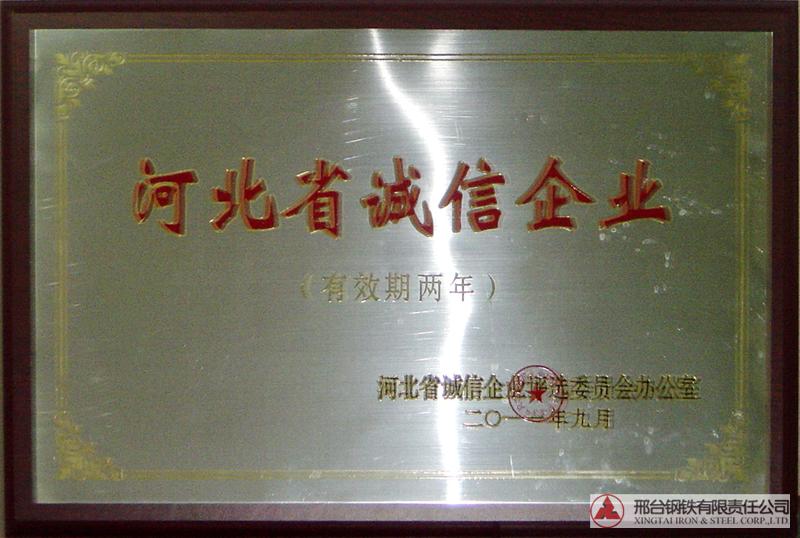 河北省诚信企业
（有效期两年）
河北省诚信企业评选委员会办公室
二〇一一年九月
邢台钢铁有限责任公司
XINGTAI IRON & STEEL CORP.,LTD